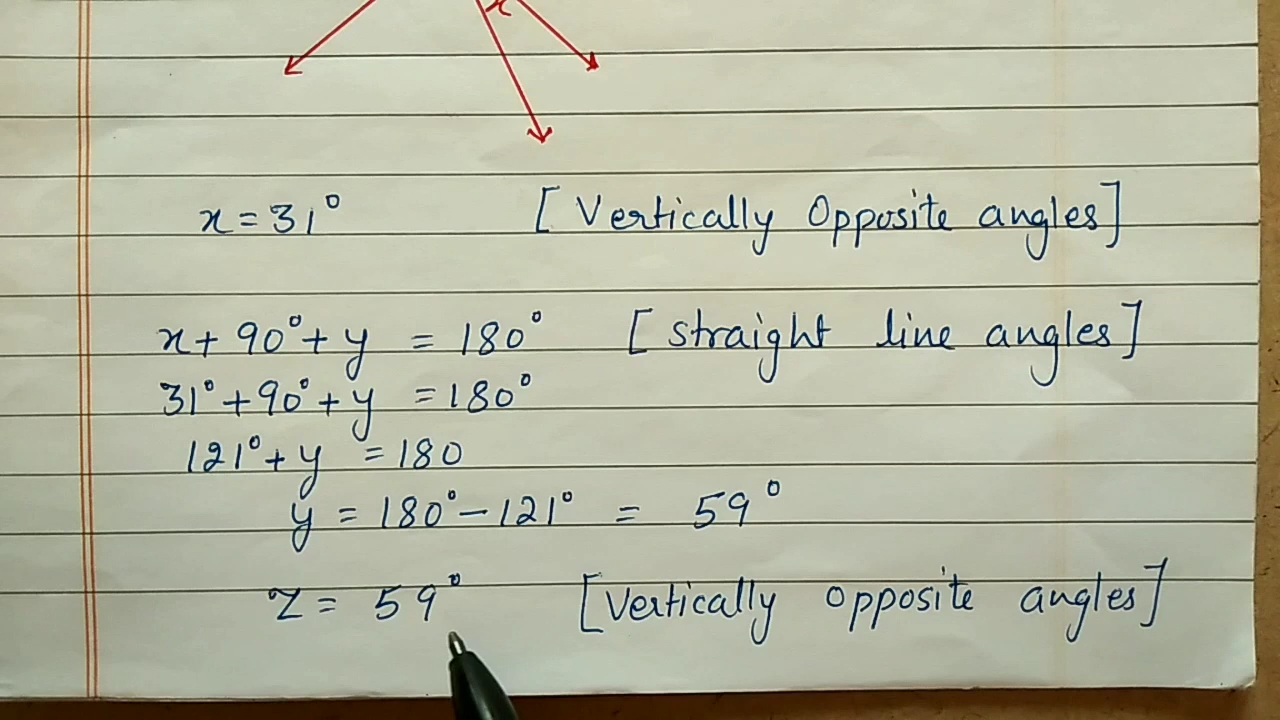 x
x = 31° [Vertically Opposite angles]
x + 90° + y = 180° [straight line angles]
31° + 90° + y = 180°
121° + y = 180
y = 180° - 121° = 59°
z = 59° [Vertically opposite angles]